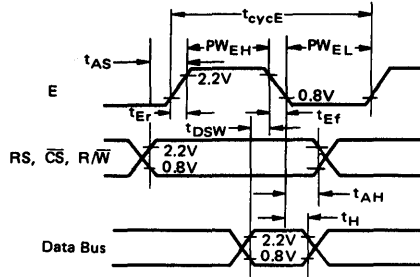 tcycE
tAS
PWEH
PWEL
2.2V
E
0.8V
tEr
tEf
tDSW
RS, C̅S̅, R/W̅
2.2V
0.8V
tAH
tH
Data Bus
2.2V
0.8V